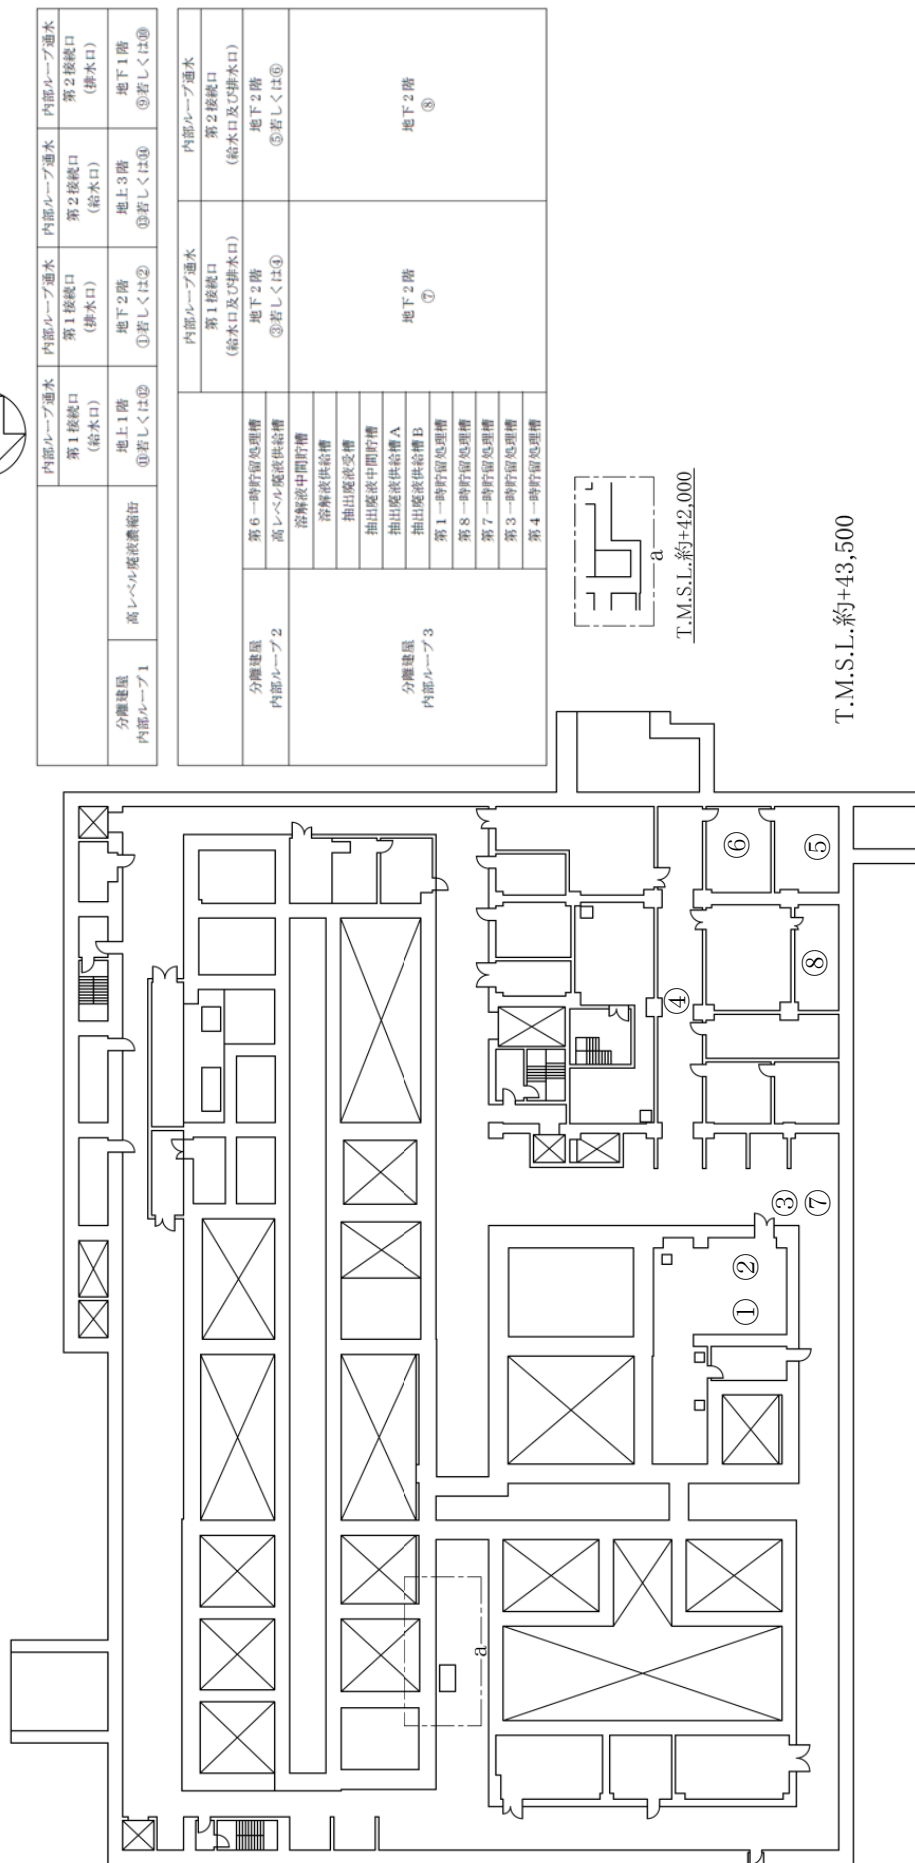 内部ループ通水
第1接続口
(給水口)
内部ループ通水
第1接続口
(排水口)
内部ループ通水
第2接続口
(給水口)
内部ループ通水
第2接続口
(排水口)
分離建屋
内部ループ1
高レベル廃液濃縮缶
地上1階
⑪若しくは⑫
地下2階
①若しくは②
地上3階
⑬若しくは⑭
地下1階
⑨若しくは⑩
内部ループ通水
第1接続口
(給水口及び排水口)
内部ループ通水
第2接続口
(給水口及び排水口)
分離建屋
内部ループ2
第6一時貯留処理槽
高レベル廃液供給槽
地下2階
③若しくは④
地下2階
⑤若しくは⑥
分離建屋
内部ループ3
溶解液中間貯槽
溶解液供給槽
抽出廃液受槽
抽出廃液中間貯槽
抽出廃液供給槽A
抽出廃液供給槽B
第1一時貯留処理槽
第8一時貯留処理槽
第7一時貯留処理槽
第3一時貯留処理槽
第4一時貯留処理槽
地下2階
⑦
地下2階
⑧
a
T.M.S.L.約+42,000
T.M.S.L.約+43,500
⑥
⑤
⑧
④
③
⑦
②
①
a